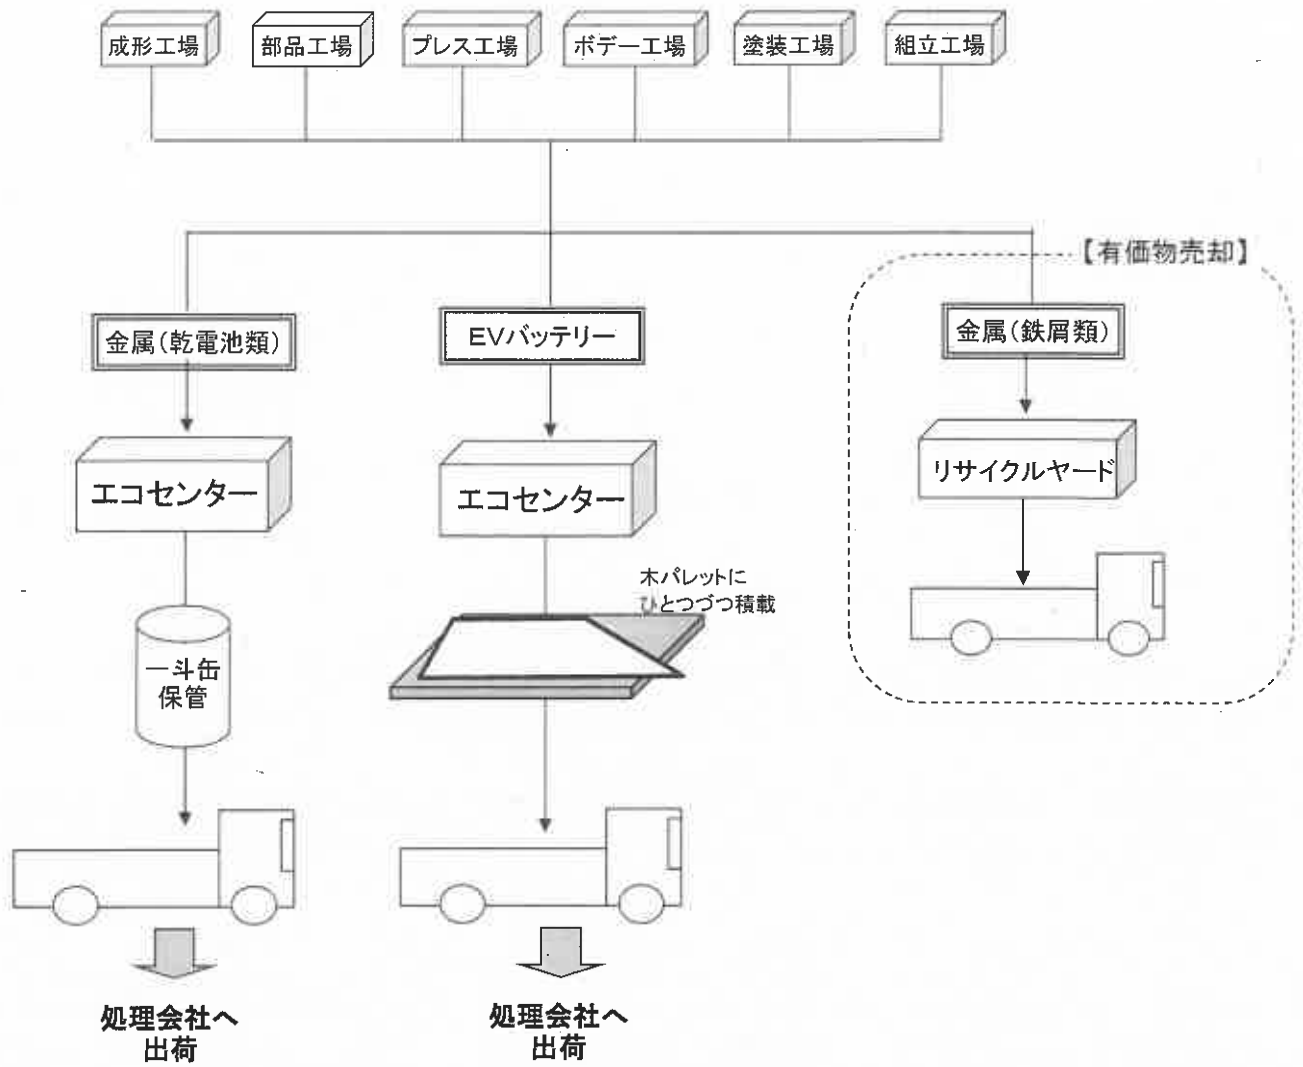 成形工場
部品工場
プレス工場
ボデー工場
塗装工場
組立工場
【有価物売却】
金属(乾電池類)
EVバッテリー
金属(鉄屑類)
エコセンター
エコセンター
リサイクルヤード
木パレットに
ひとつづつ積載
一斗缶
保管
処理会社へ
出荷
処理会社へ
出荷